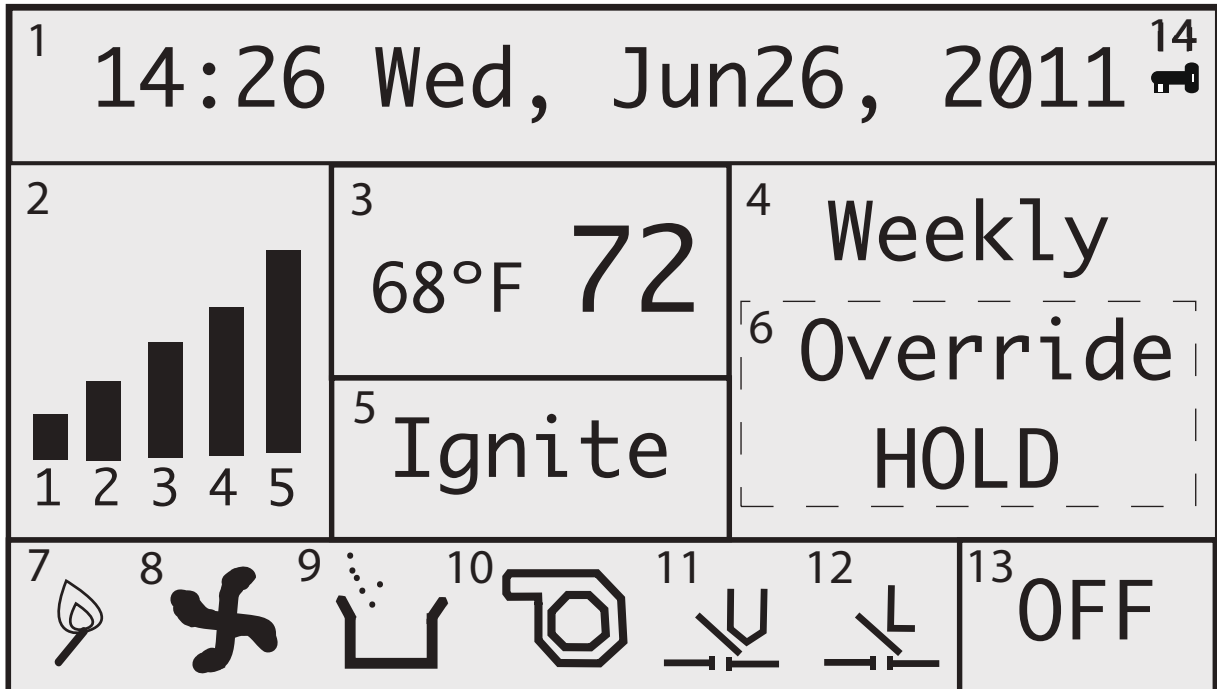 1 14:26 Wed, Jun26, 2011 14
2
3 68°F 72
4 Weekly
6 Override
HOLD
5 Ignite
1 2 3 4 5
7 8 9 10 11 U 12 L 13 OFF